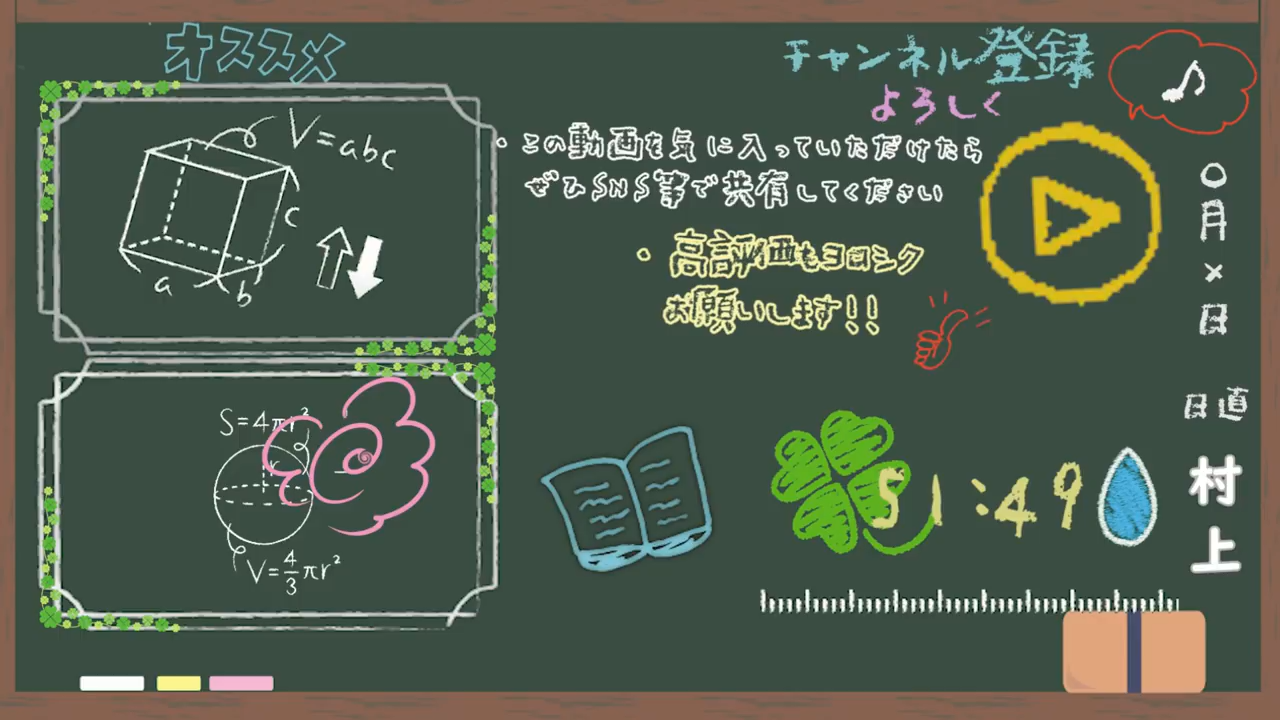 オススメ
V=abc
c
a
b
S=4πr²
r
V=4/3πr²
チャンネル登録
よろしく
・この動画を気に入っていただけたら
ぜひSNS等で共有してください
・高評価もヨロシク
お願いします!!
51:49
〇月×日
日直
村上